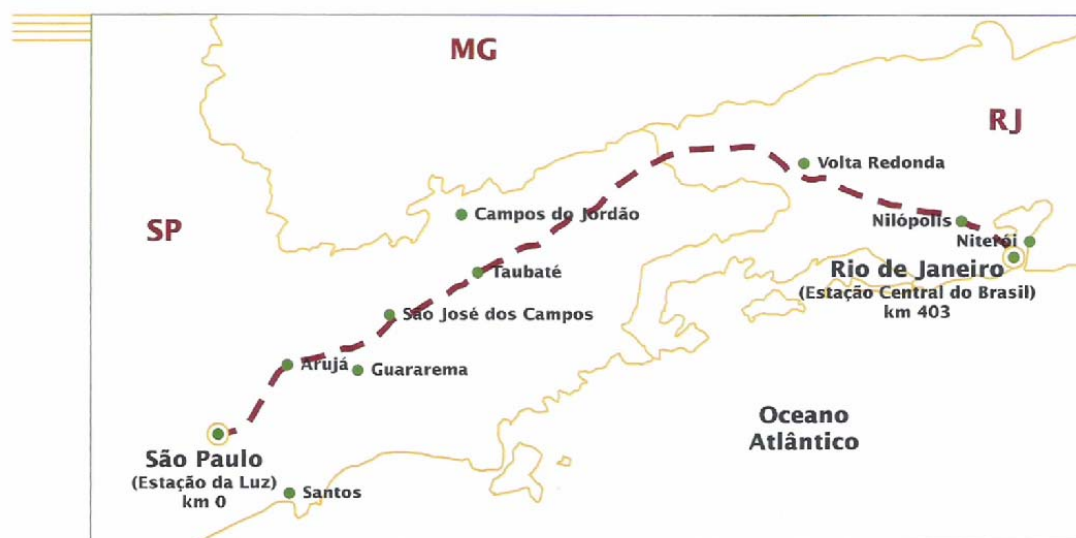 MG
RJ
Volta Redonda
Campos do Jordão
SP
Nilópolis
Niterói
Rio de Janeiro
(Estação Central do Brasil)
km 403
Taubaté
São José dos Campos
Arujá
Guararema
Oceano
Atlântico
São Paulo
(Estação da Luz)
km 0
Santos